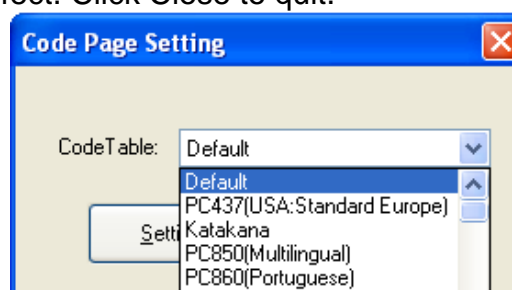 Click Close to quit.
Code Page Setting
CodeTable: Default
Default
PC437(USA:Standard Europe)
Katakana
PC850(Multilingual)
PC860(Portuguese)